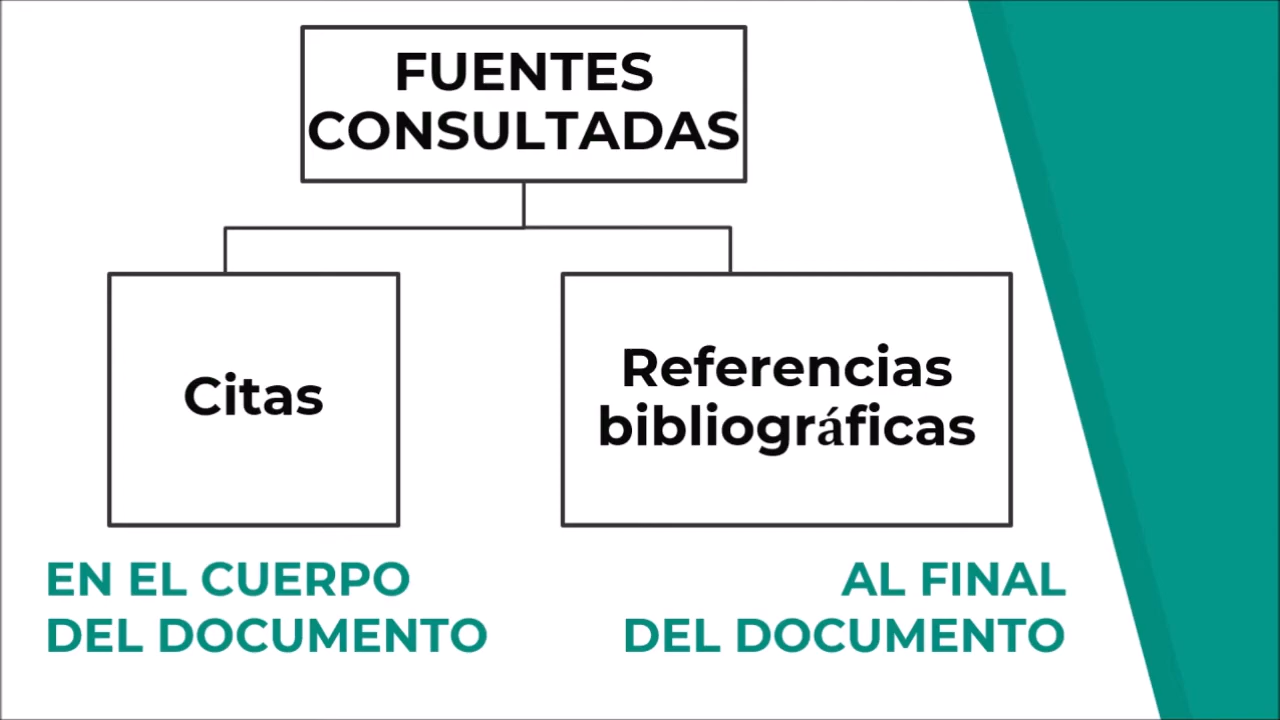 FUENTES
CONSULTADAS
Citas
Referencias
bibliográficas
EN EL CUERPO
DEL DOCUMENTO
AL FINAL
DEL DOCUMENTO